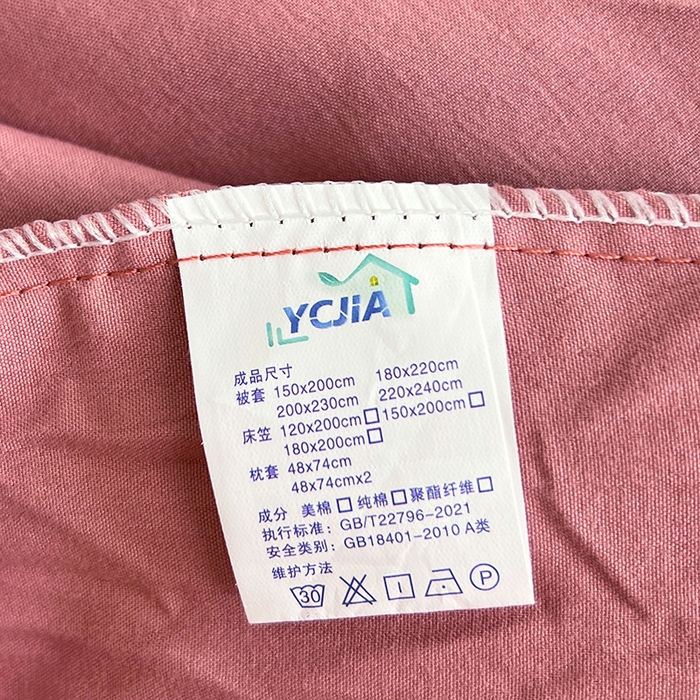 YCJiA
成品尺寸
被套 150x200cm 180x220cm
200x230cm 220x240cm
床笠 120x200cm□ 150x200cm□
180x200cm□
枕套 48x74cm
48x74cmx2
成分 美棉□ 纯棉□ 聚酯纤维□
执行标准: GB/T22796-2021
安全类别: GB18401-2010 A类
维护方法
30 P